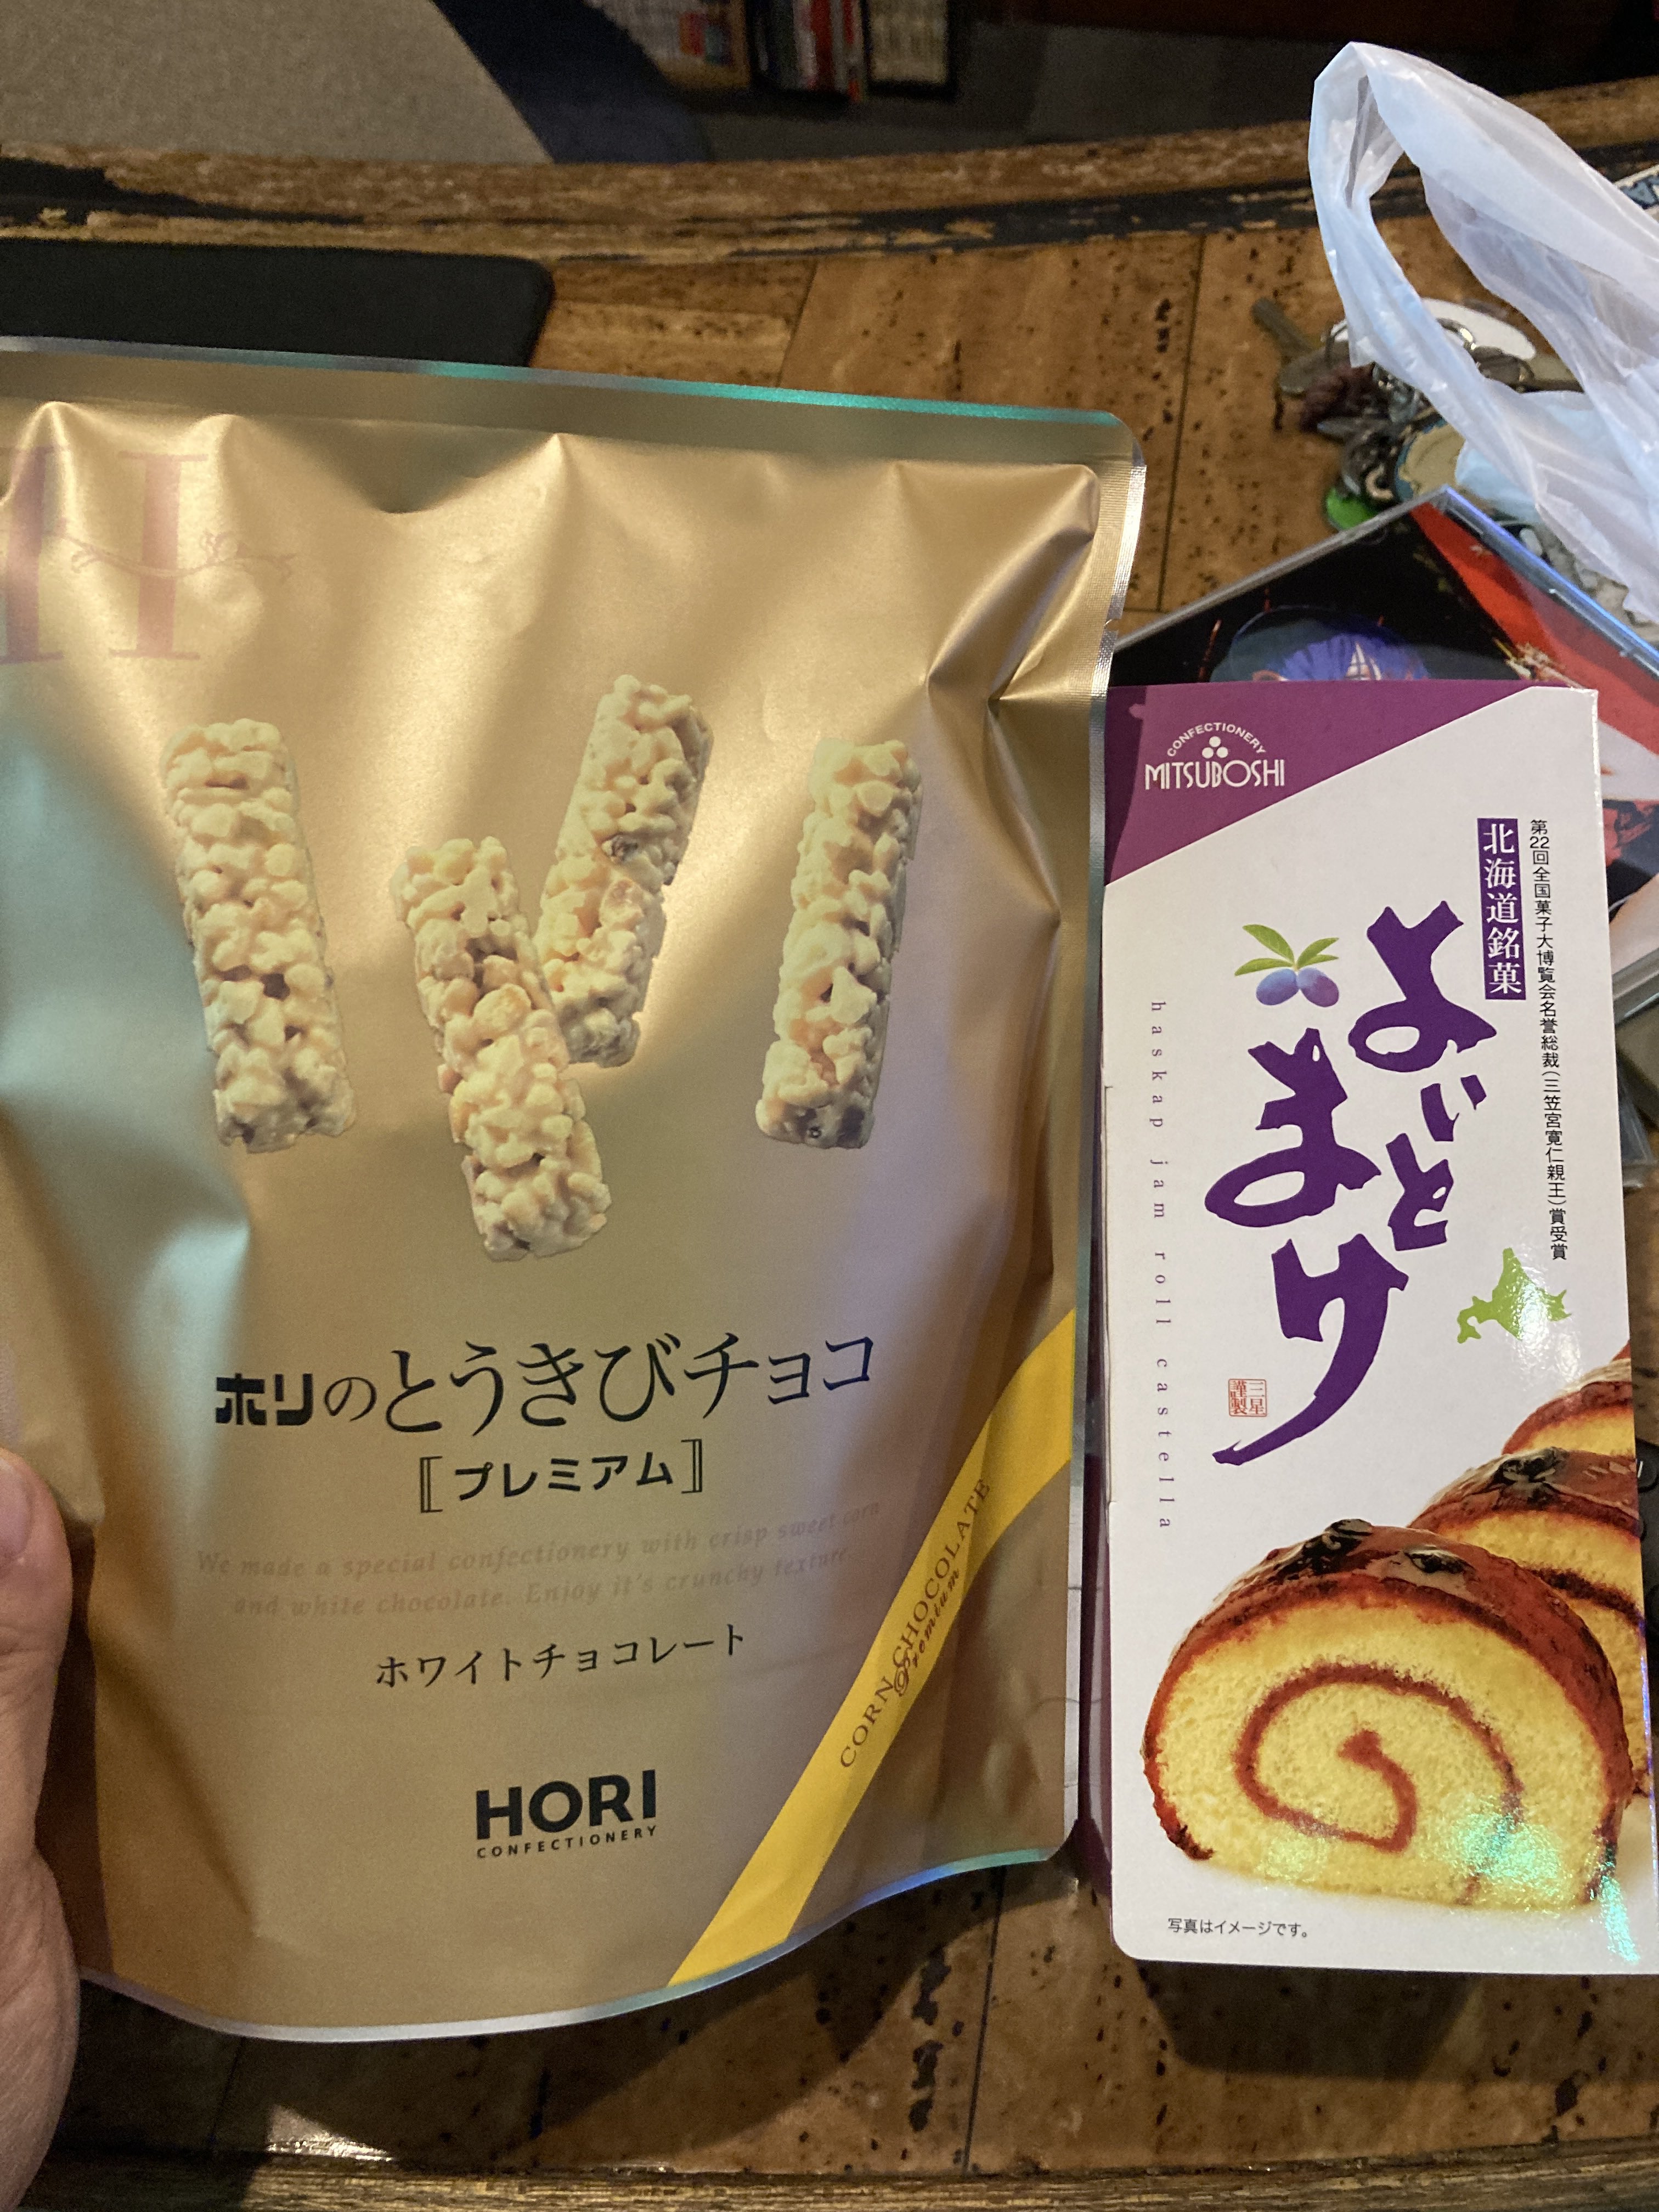 H
ホリのとうきびチョコ
〚プレミアム〛
We made a special confectionery with crisp sweet corn
and white chocolate. Enjoy it's crunchy texture
ホワイトチョコレート
CORN CHOCOLATE
Premium
HORI
CONFECTIONERY
CONFECTIONERY
MITSUBOSHI
第22回全国菓子大博覧会名誉総裁(三笠宮寛仁親王)賞受賞
北海道銘菓
よいと
まけ
三星
謹製
haskap jam roll castella
写真はイメージです。